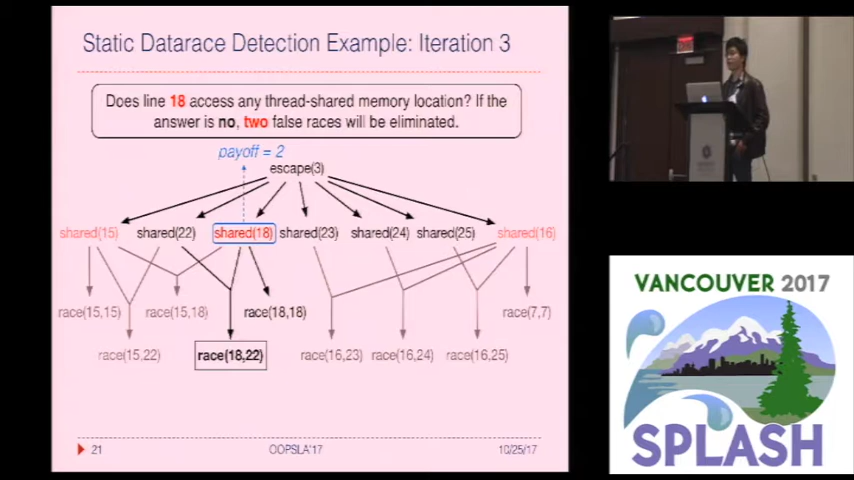 Static Datarace Detection Example: Iteration 3
Does line 18 access any thread-shared memory location? If the
answer is no, two false races will be eliminated.
payoff = 2
escape(3)
shared(15) shared(22) shared(18) shared(23) shared(24) shared(25) shared(16)
race(15,15) race(15,18) race(18,18) race(7,7)
race(15,22) race(18,22) race(16,23) race(16,24) race(16,25)
21 OOPSLA'17 10/25/17
VANCOUVER 2017
SPLASH